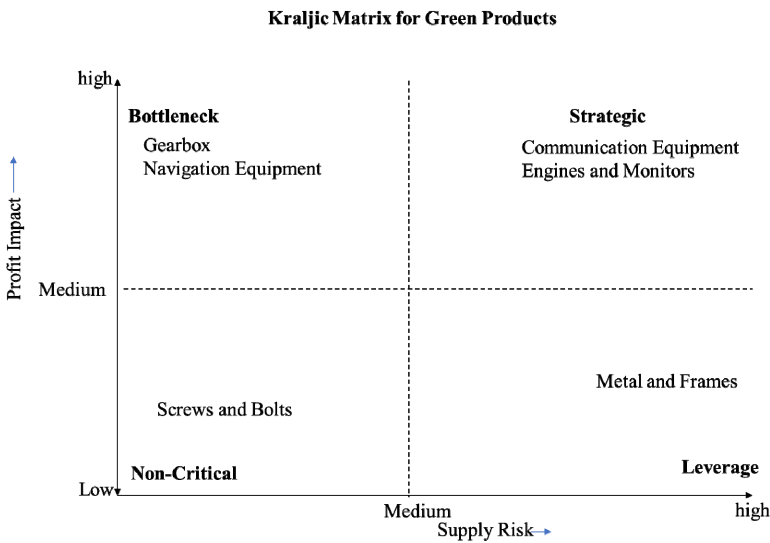 Kraljic Matrix for Green Products
high
Bottleneck
Gearbox
Navigation Equipment
Strategic
Communication Equipment
Engines and Monitors
Profit Impact
Medium
Screws and Bolts
Metal and Frames
Non-Critical
Leverage
Low
Medium
high
Supply Risk